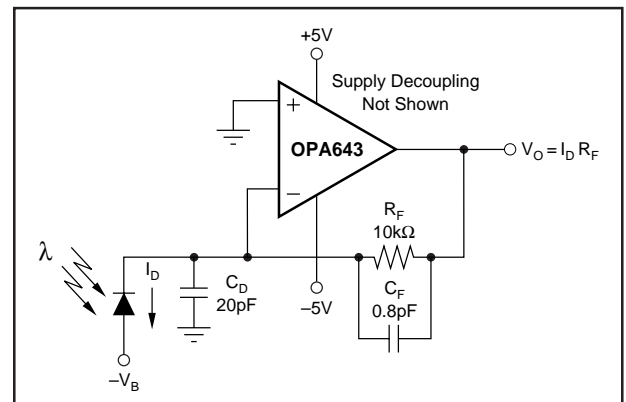 +5V
Supply Decoupling
Not Shown
+
OPA643
–
V_O = I_D R_F
R_F
10kΩ
C_F
0.8pF
λ
I_D
C_D
20pF
–5V
–V_B